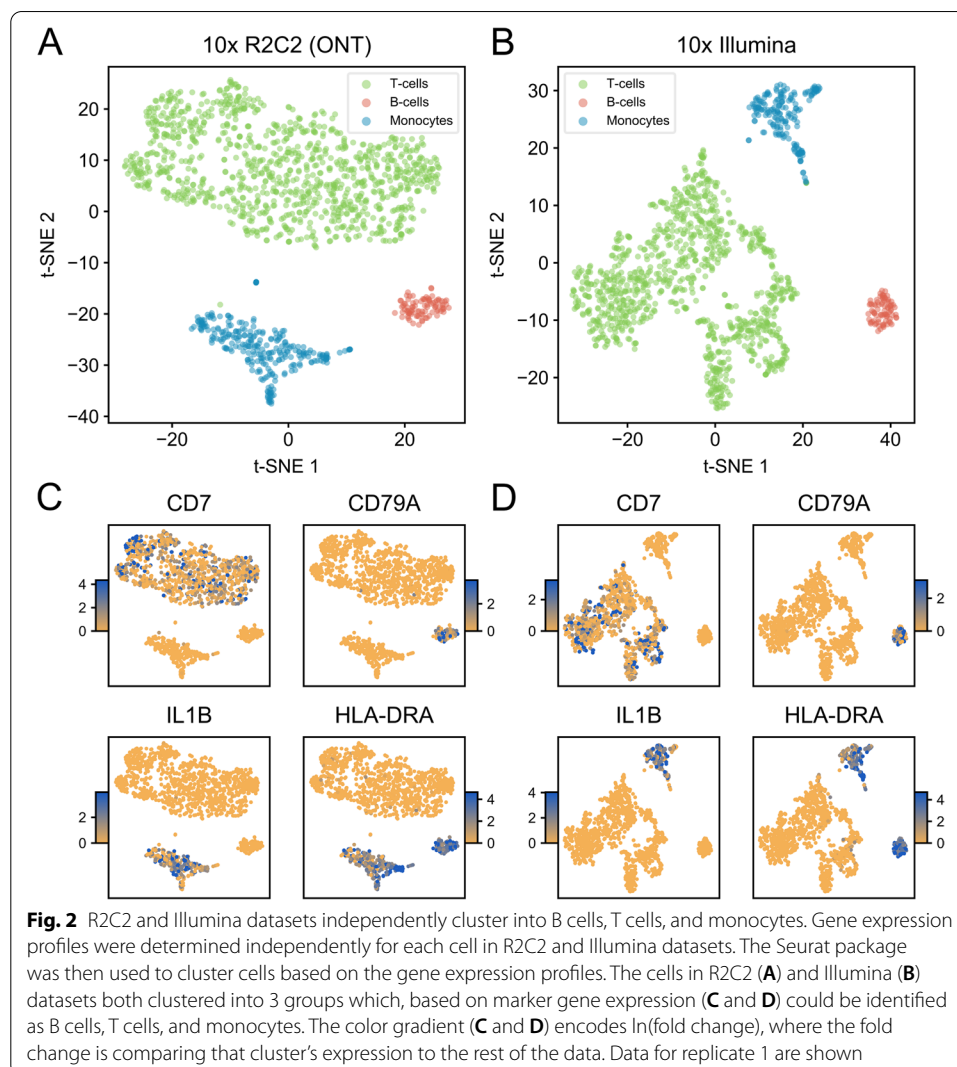 A
10x R2C2 (ONT)
T-cells
B-cells
Monocytes
20
10
0
−10
−20
−30
−40
t-SNE 2
−20
0
20
t-SNE 1
B
10x Illumina
T-cells
B-cells
Monocytes
30
20
10
0
−10
−20
t-SNE 2
−20
0
20
40
t-SNE 1
C
CD7
4
2
0
CD79A
2
0
IL1B
2
0
HLA-DRA
4
2
0
D
CD7
2
0
CD79A
2
0
IL1B
4
2
0
HLA-DRA
4
2
0
Fig. 2 R2C2 and Illumina datasets independently cluster into B cells, T cells, and monocytes. Gene expression
profiles were determined independently for each cell in R2C2 and Illumina datasets. The Seurat package
was then used to cluster cells based on the gene expression profiles. The cells in R2C2 (A) and Illumina (B)
datasets both clustered into 3 groups which, based on marker gene expression (C and D) could be identified
as B cells, T cells, and monocytes. The color gradient (C and D) encodes ln(fold change), where the fold
change is comparing that cluster's expression to the rest of the data. Data for replicate 1 are shown